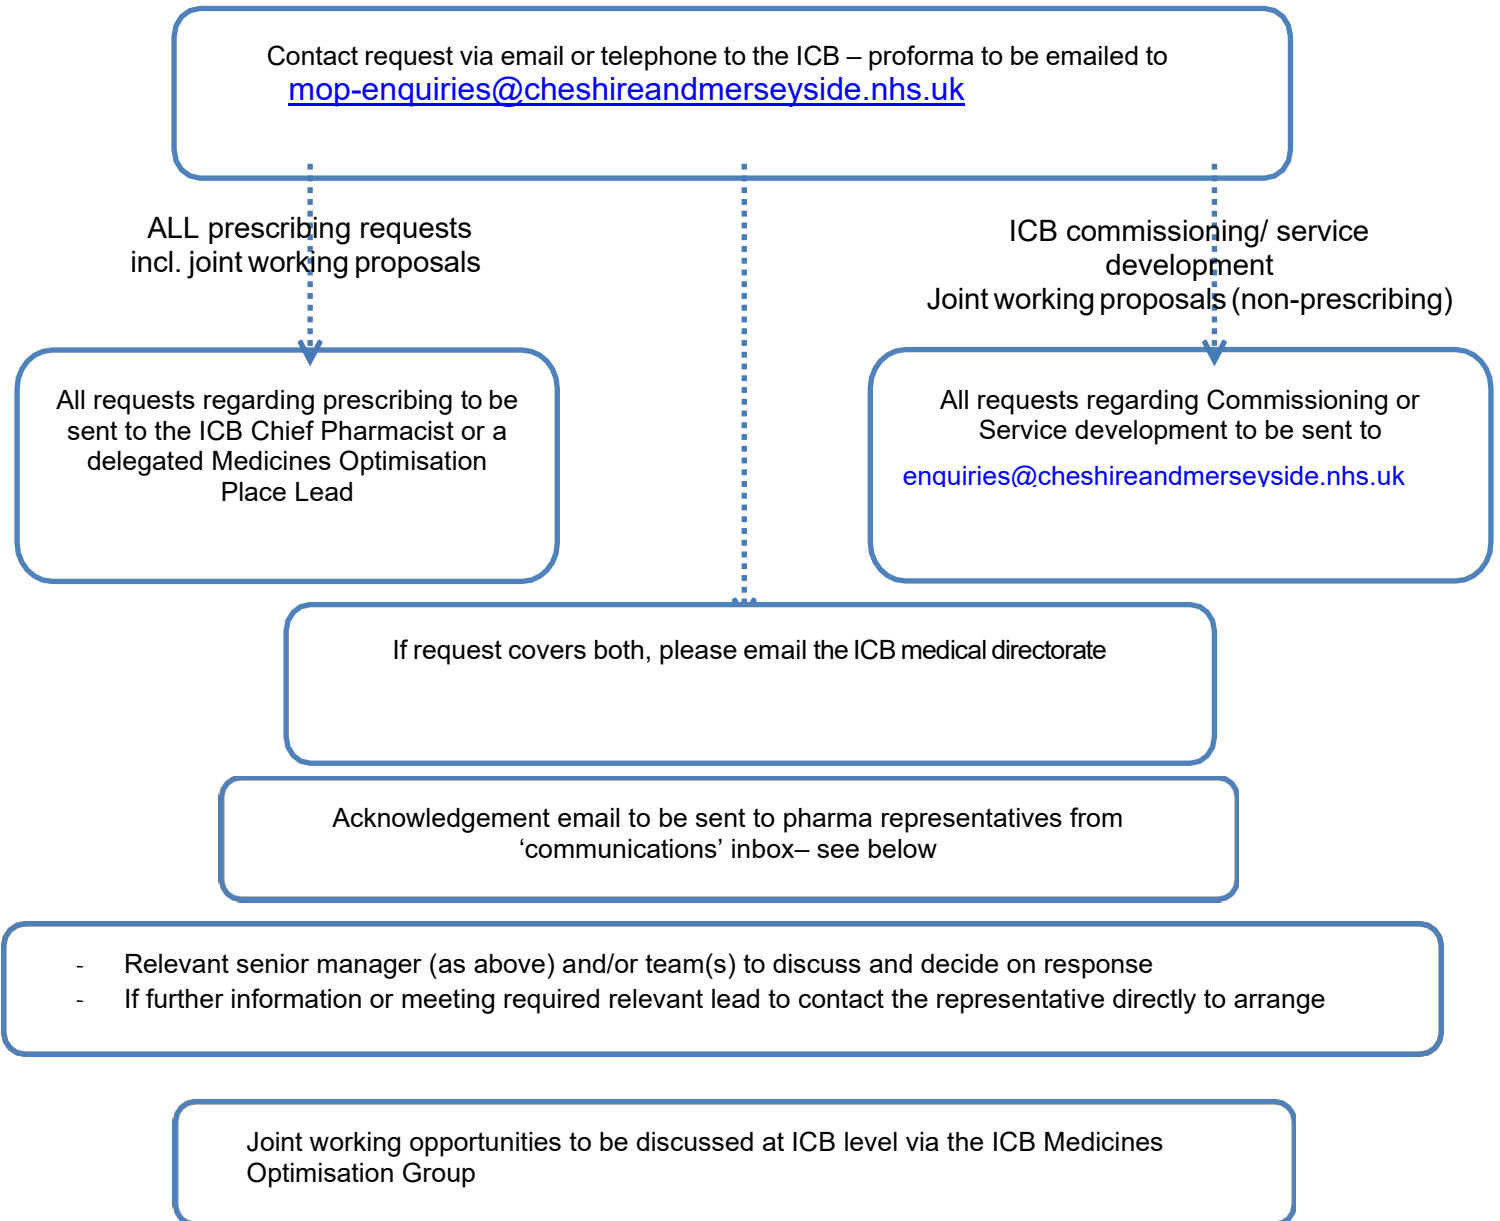 Contact request via email or telephone to the ICB – proforma to be emailed to
mop-enquiries@cheshireandmerseyside.nhs.uk
ALL prescribing requests
incl. joint working proposals
ICB commissioning/ service
development
Joint working proposals (non-prescribing)
All requests regarding prescribing to be
sent to the ICB Chief Pharmacist or a
delegated Medicines Optimisation
Place Lead
All requests regarding Commissioning or
Service development to be sent to
enquiries@cheshireandmerseyside.nhs.uk
If request covers both, please email the ICB medical directorate
Acknowledgement email to be sent to pharma representatives from
‘communications’ inbox– see below
- Relevant senior manager (as above) and/or team(s) to discuss and decide on response
- If further information or meeting required relevant lead to contact the representative directly to arrange
Joint working opportunities to be discussed at ICB level via the ICB Medicines
Optimisation Group